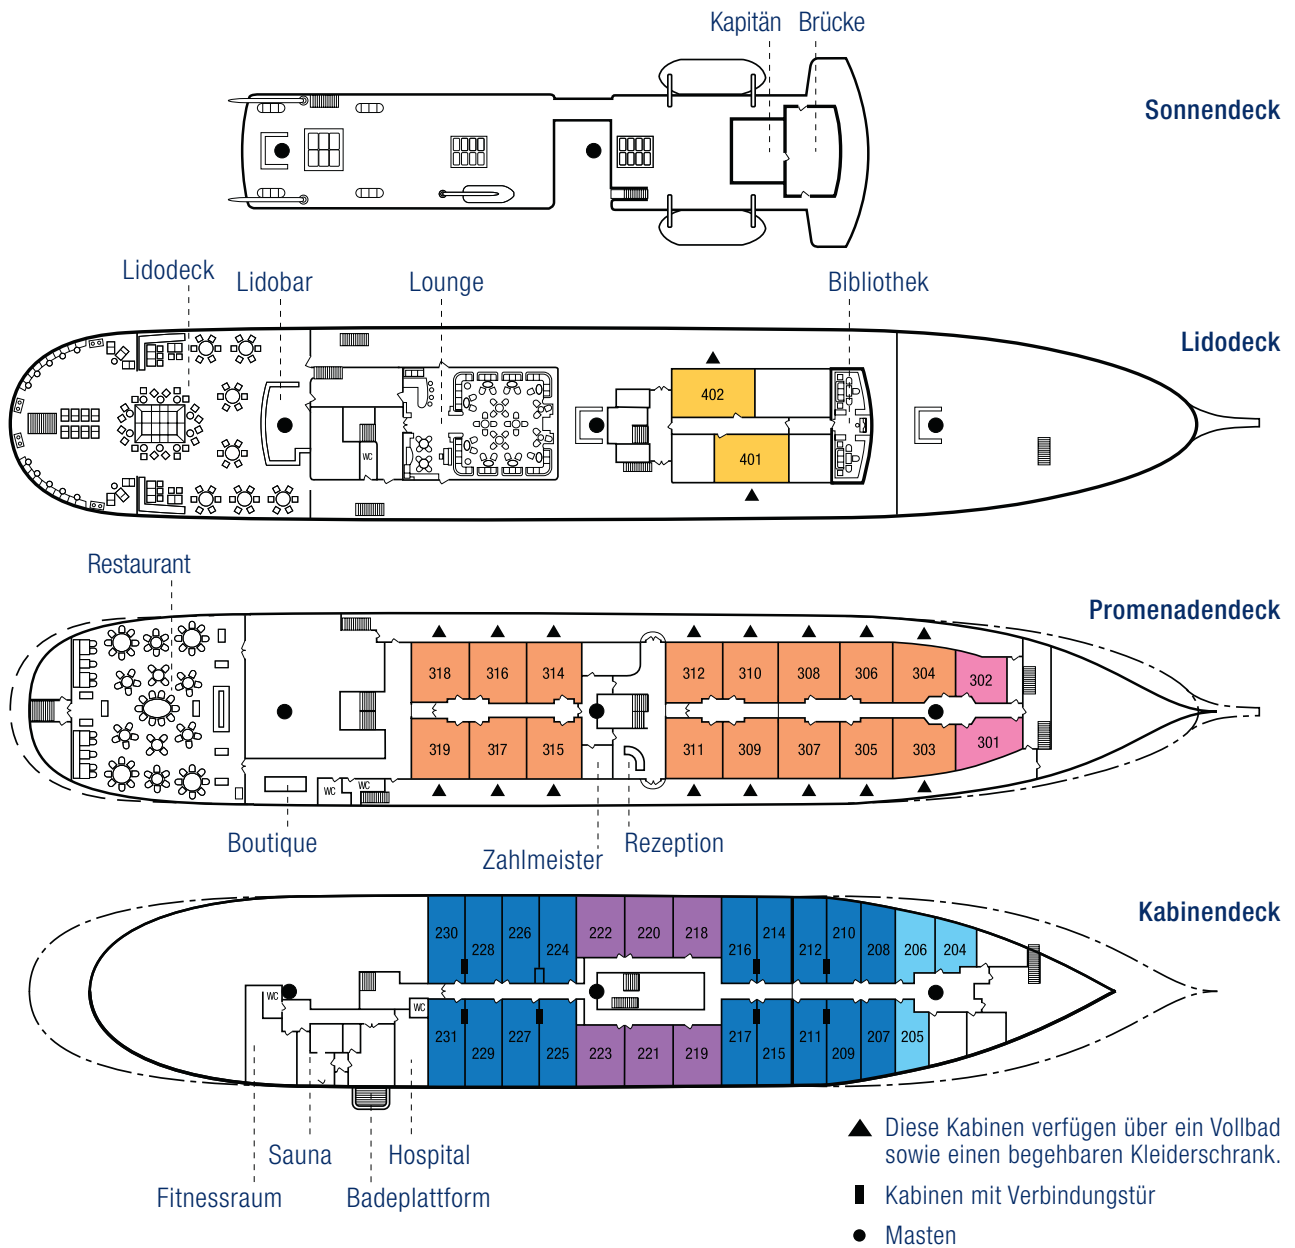 Kapitän Brücke
Sonnendeck
Lidodeck Lidobar Lounge Bibliothek
Lidodeck
402
WC
401
Restaurant
Promenadendeck
318 316 314 312 310 308 306 304 302
319 317 315 311 309 307 305 303 301
WC WC
Boutique Zahlmeister Rezeption
Kabinendeck
230 228 226 224 222 220 218 216 214 212 210 208 206 204
WC WC
231 229 227 225 223 221 219 217 215 211 209 207 205
Sauna Hospital
Fitnessraum Badeplattform
Diese Kabinen verfügen über ein Vollbad
sowie einen begehbaren Kleiderschrank.
Kabinen mit Verbindungstür
Masten